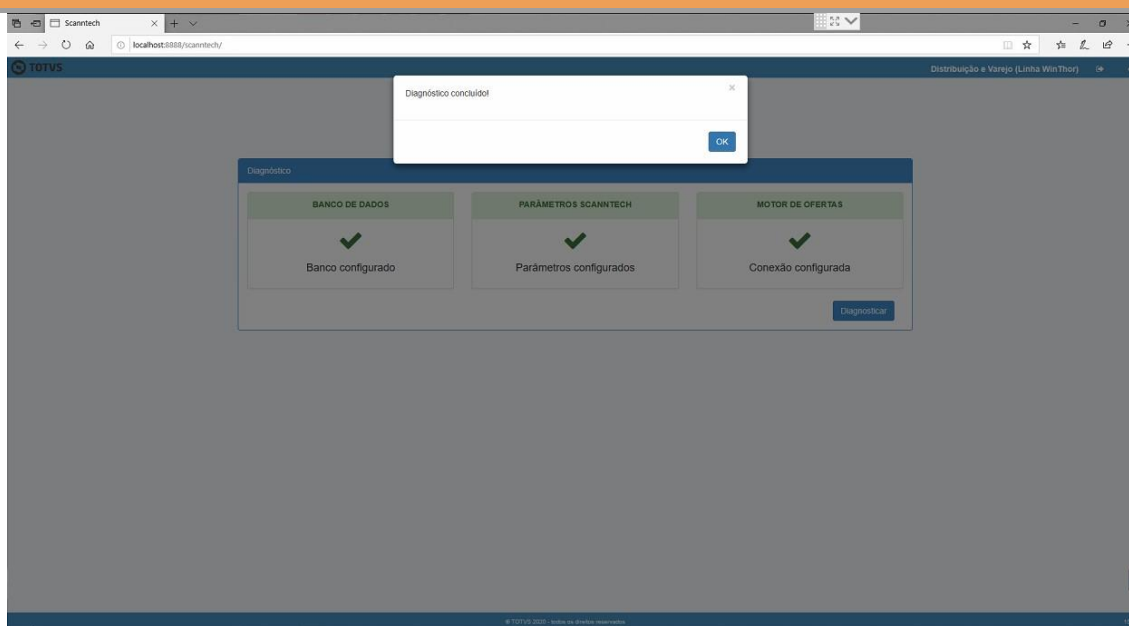 Scanntech
localhost:8888/scanntech/
TOTVS
Distribuição e Varejo (Linha WinThor)
Diagnóstico concluído!
OK
Diagnóstico
BANCO DE DADOS
PARÂMETROS SCANNTECH
MOTOR DE OFERTAS
Banco configurado
Parâmetros configurados
Conexão configurada
Diagnosticar
© TOTVS 2020 - todos os direitos reservados